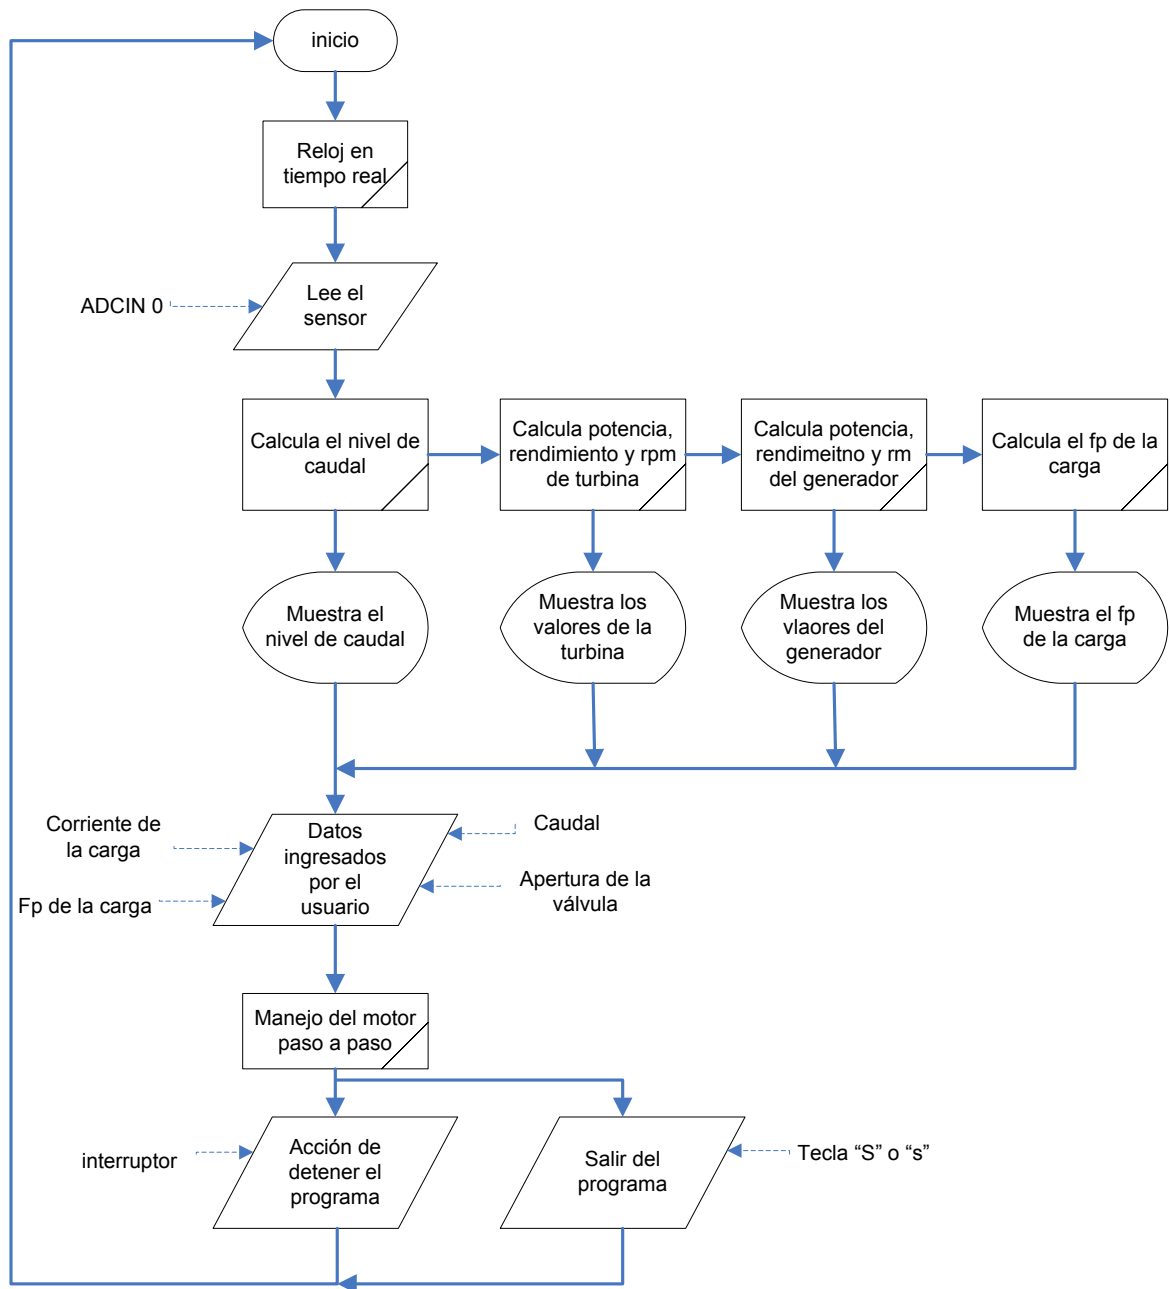 inicio
Reloj en
tiempo real
ADCIN 0
Lee el
sensor
Calcula el nivel de
caudal
Calcula potencia,
rendimiento y rpm
de turbina
Calcula potencia,
rendimeitno y rm
del generador
Calcula el fp de la
carga
Muestra el
nivel de caudal
Muestra los
valores de la
turbina
Muestra los
vlaores del
generador
Muestra el fp
de la carga
Corriente de
la carga
Fp de la carga
Datos
ingresados
por el
usuario
Caudal
Apertura de la
válvula
Manejo del motor
paso a paso
interruptor
Acción de
detener el
programa
Salir del
programa
Tecla “S” o “s”